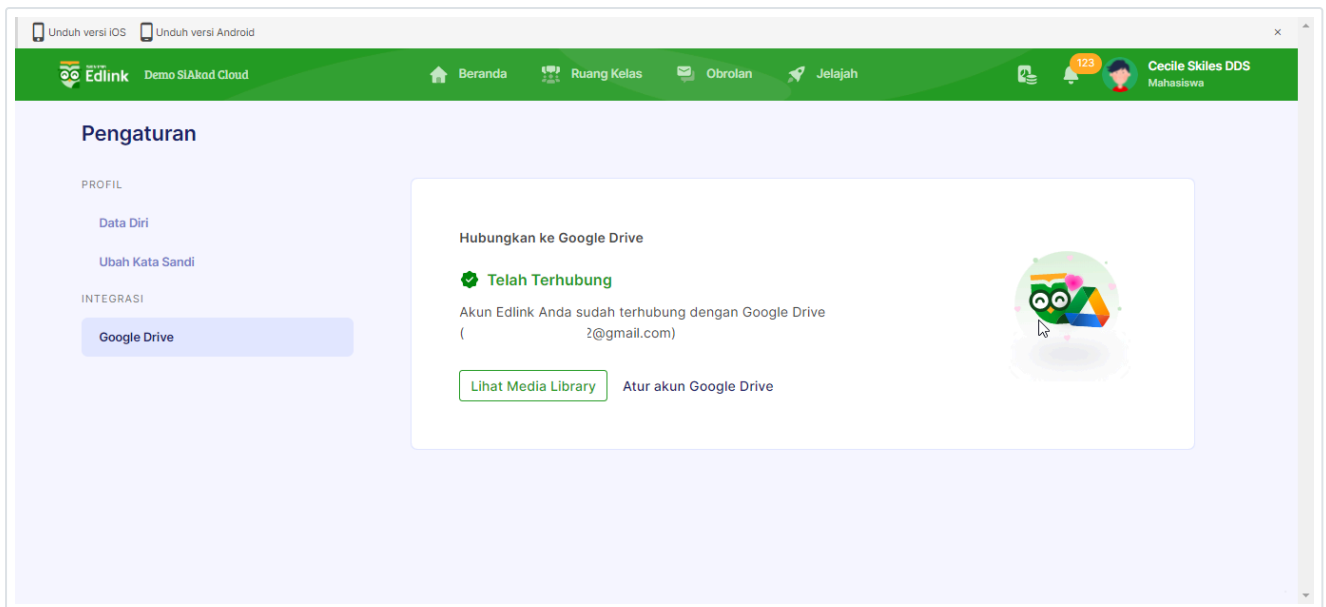 Unduh versi iOS Unduh versi Android ×
Edlink Demo SiAkad Cloud Beranda Ruang Kelas Obrolan Jelajah 123 Cecile Skiles DDS
Mahasiswa
Pengaturan
PROFIL
Data Diri
Ubah Kata Sandi
INTEGRASI
Google Drive
Hubungkan ke Google Drive
Telah Terhubung
Akun Edlink Anda sudah terhubung dengan Google Drive
( 2@gmail.com)
Lihat Media Library Atur akun Google Drive